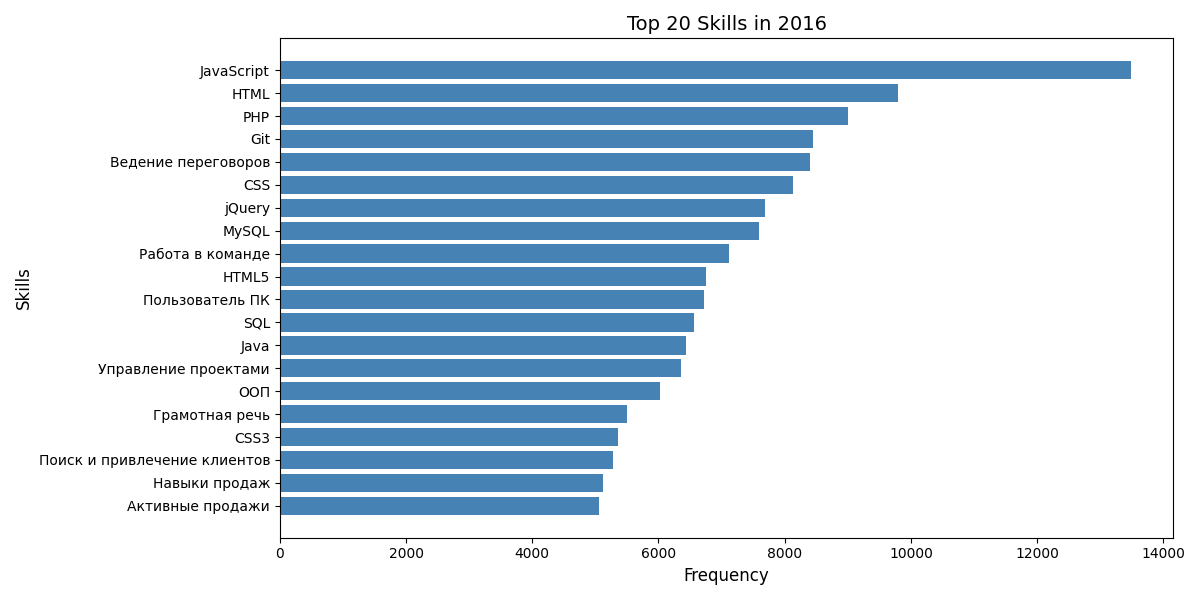 Top 20 Skills in 2016
Skills
JavaScript
HTML
PHP
Git
Ведение переговоров
CSS
jQuery
MySQL
Работа в команде
HTML5
Пользователь ПК
SQL
Java
Управление проектами
ООП
Грамотная речь
CSS3
Поиск и привлечение клиентов
Навыки продаж
Активные продажи
0 2000 4000 6000 8000 10000 12000 14000
Frequency